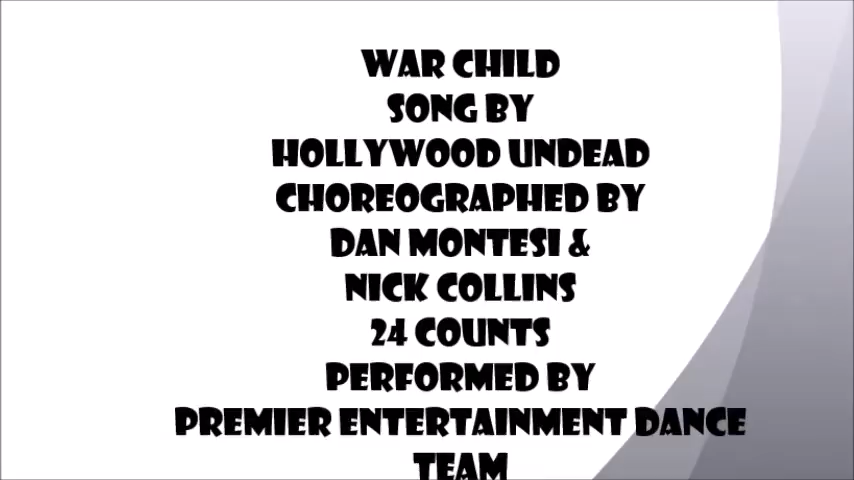 WAR CHILD
SONG BY
HOLLYWOOD UNDEAD
CHOREOGRAPHED BY
DAN MONTESI &
NICK COLLINS
24 COUNTS
PERFORMED BY
PREMIER ENTERTAINMENT DANCE
TEAM